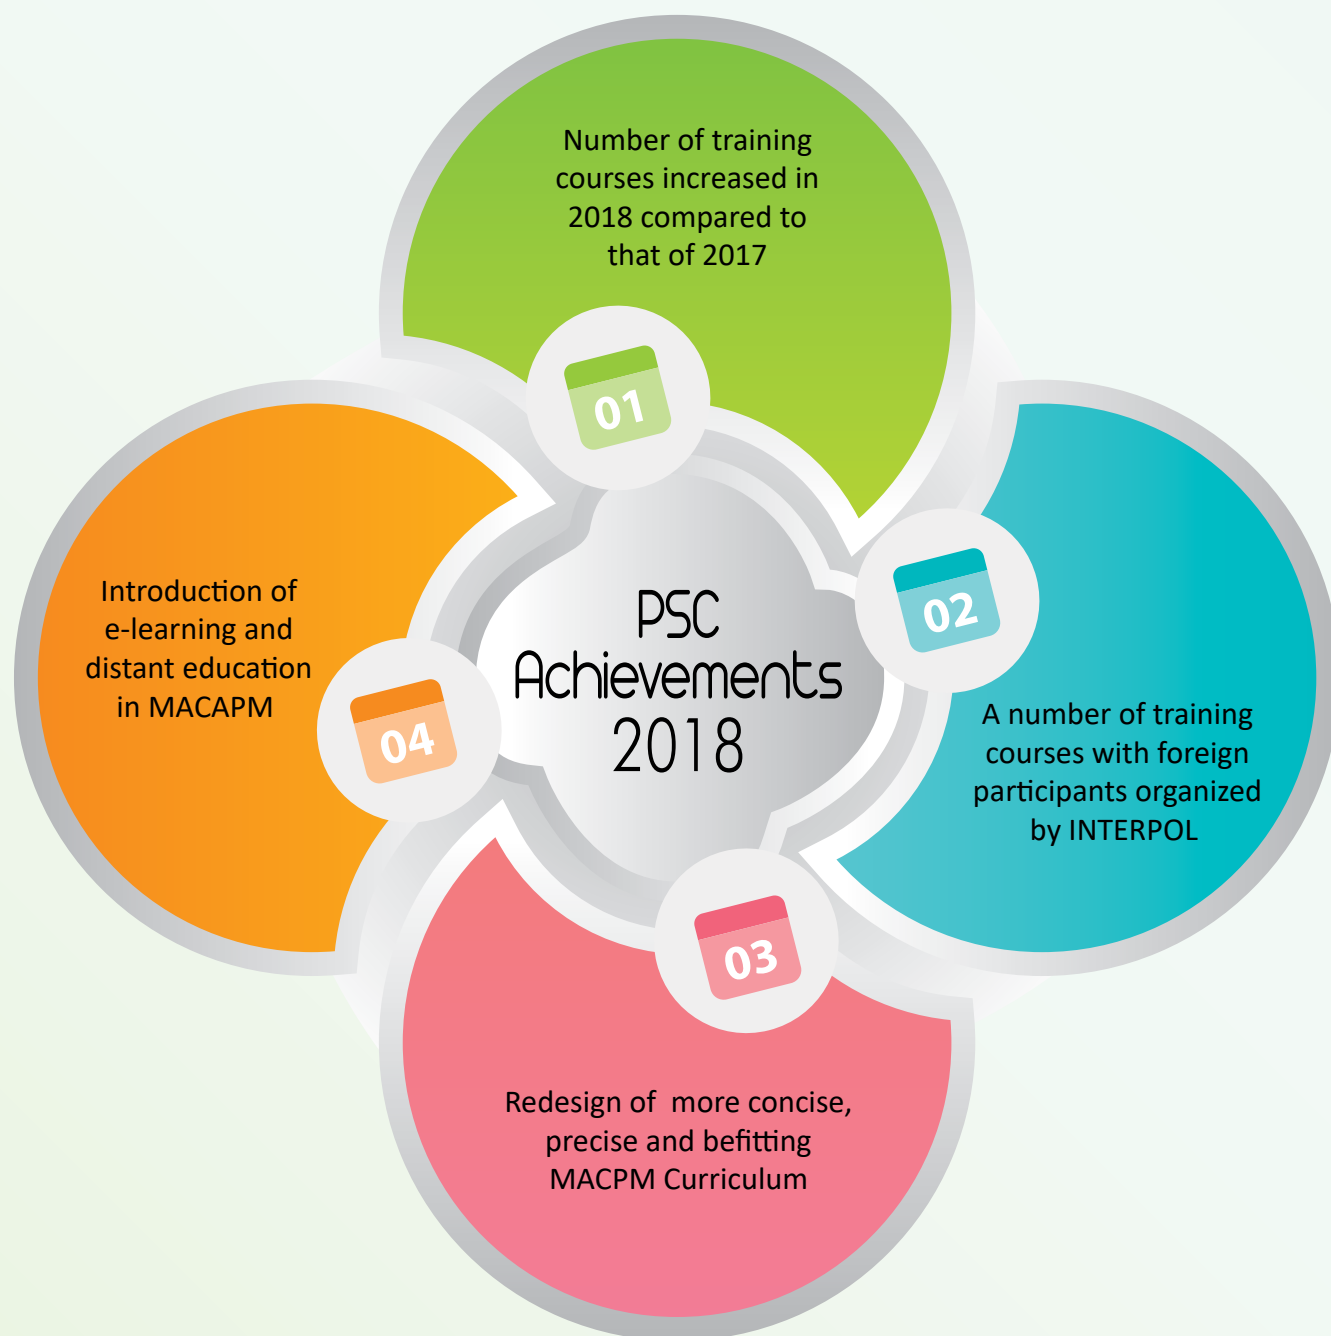 Number of training
courses increased in
2018 compared to
that of 2017
01
PSC
Achievements
2018
02
A number of training
courses with foreign
participants organized
by INTERPOL
03
Redesign of  more concise,
precise and befitting
MACPM Curriculum
04
Introduction of
e-learning and
distant education
in MACAPM